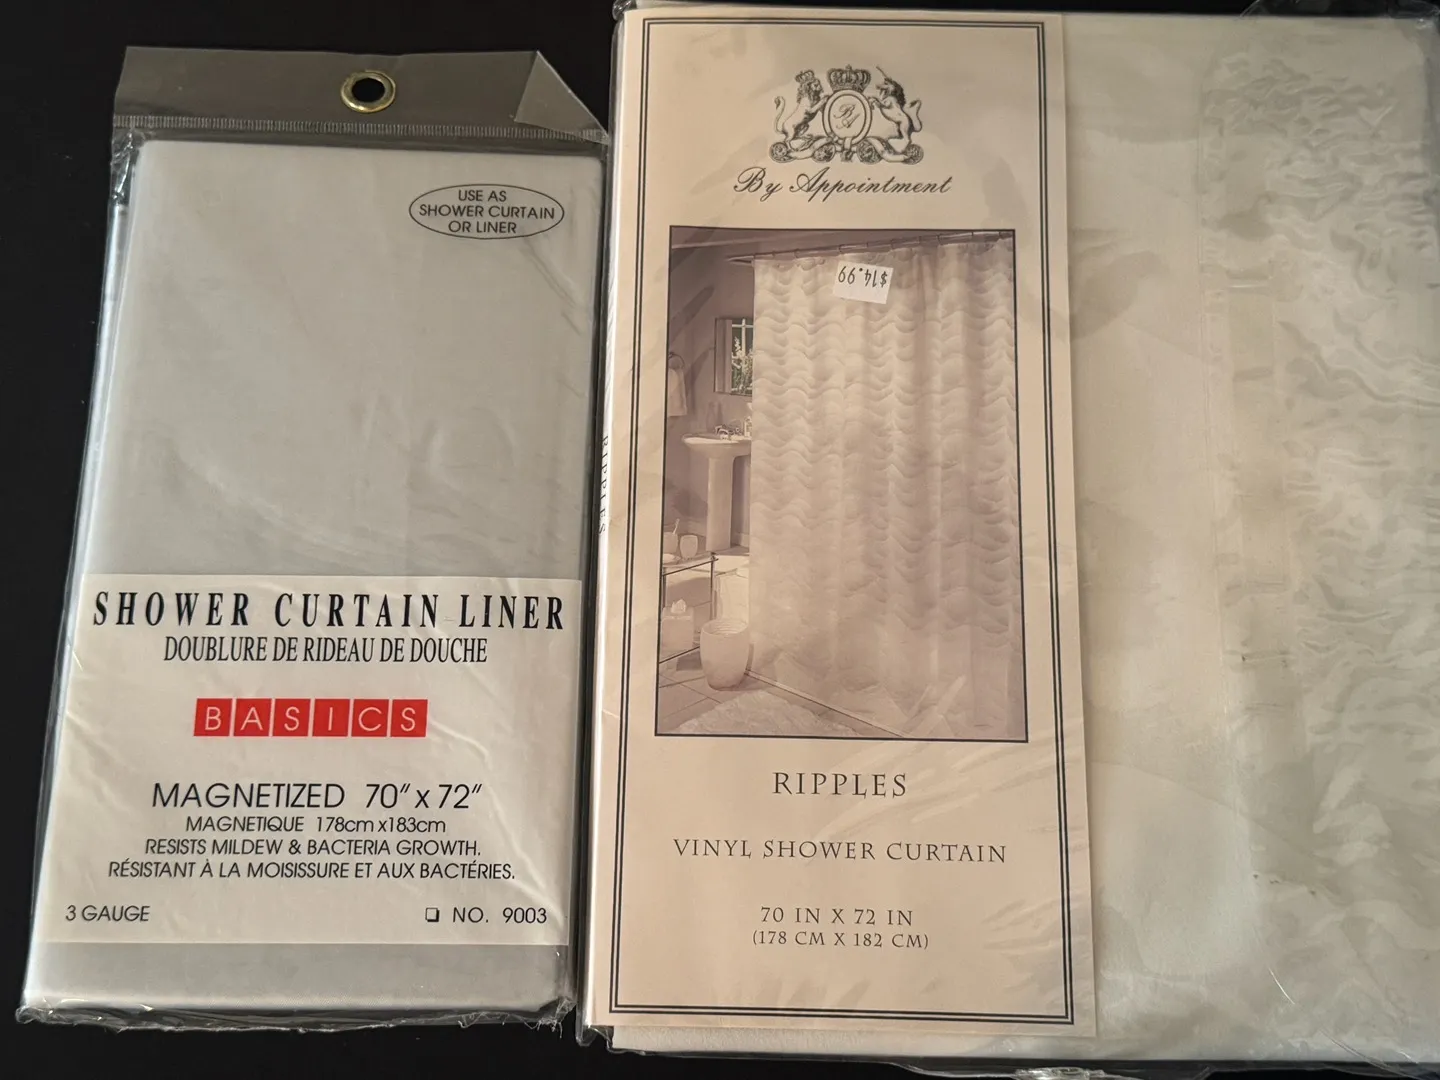 USE AS
SHOWER CURTAIN
OR LINER
SHOWER CURTAIN LINER
DOUBLURE DE RIDEAU DE DOUCHE
BASICS
MAGNETIZED 70" x 72"
MAGNETIQUE 178cm x183cm
RESISTS MILDEW & BACTERIA GROWTH.
RÉSISTANT À LA MOISISSURE ET AUX BACTÉRIES.
3 GAUGE
❏ NO. 9003
RIPPLES
By Appointment
$14.99
RIPPLES
VINYL SHOWER CURTAIN
70 IN X 72 IN
(178 CM X 182 CM)